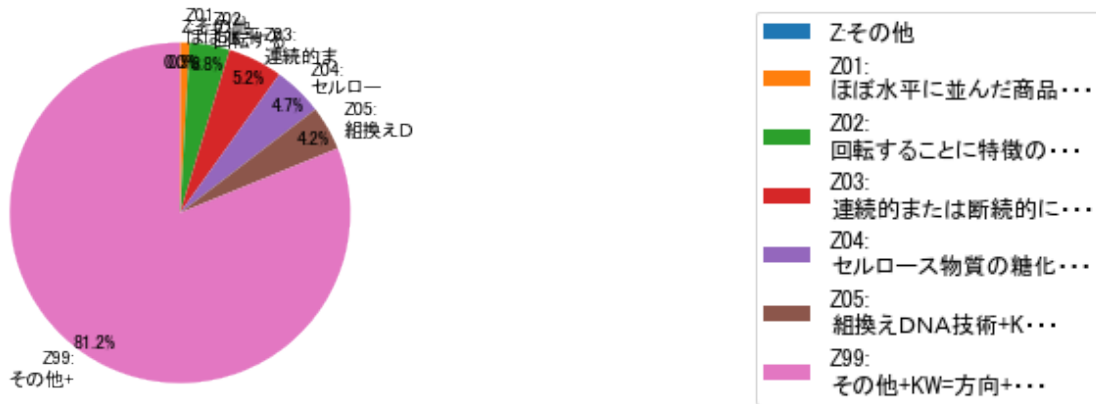 Z01:
Z02:
Z03:
連続的ま
Z04:
セルロー
Z05:
組換えD
5.2%
4.7%
4.2%
81.2%
Z99:
その他+
Z:その他
Z01:
ほぼ水平に並んだ商品・・・
Z02:
回転することに特徴の・・・
Z03:
連続的または断続的に・・・
Z04:
セルロース物質の糖化・・・
Z05:
組換えDNA技術+K・・・
Z99:
その他+KW=方向+・・・